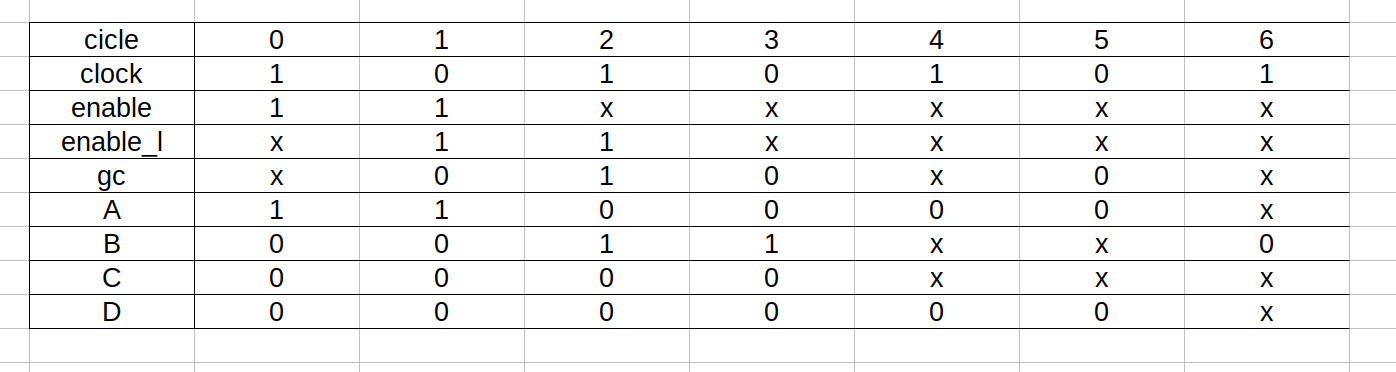 cicle 0 1 2 3 4 5 6
clock 1 0 1 0 1 0 1
enable 1 1 x x x x x
enable_l x 1 1 x x x x
gc x 0 1 0 x 0 x
A 1 1 0 0 0 0 x
B 0 0 1 1 x x 0
C 0 0 0 0 x x x
D 0 0 0 0 0 0 x